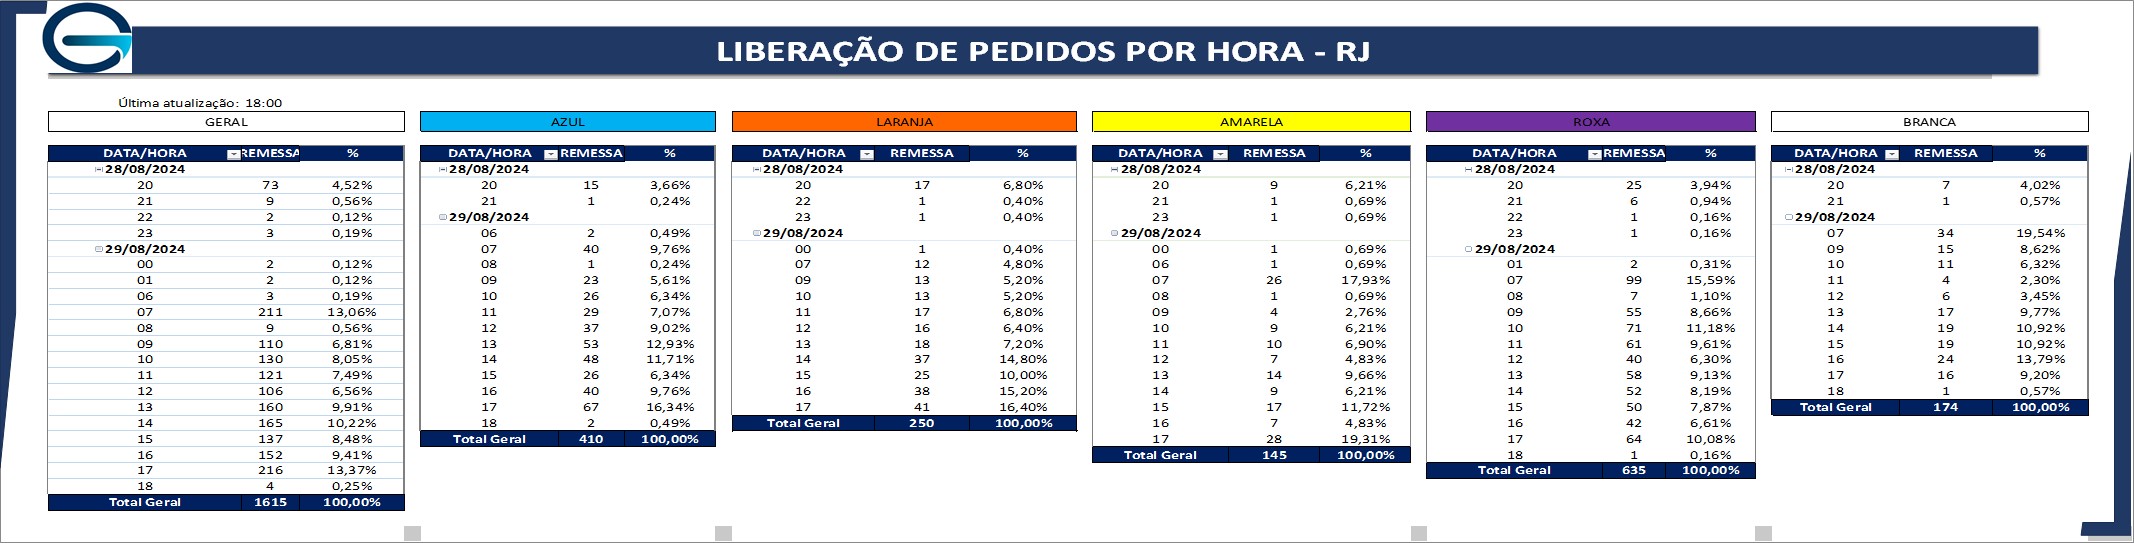 LIBERAÇÃO DE PEDIDOS POR HORA - RJ
Última atualização: 18:00
GERAL
DATA/HORA REMESSA %
28/08/2024
20 73 4,52%
21 9 0,56%
22 2 0,12%
23 3 0,19%
29/08/2024
00 2 0,12%
01 2 0,12%
06 3 0,19%
07 211 13,06%
08 9 0,56%
09 110 6,81%
10 130 8,05%
11 121 7,49%
12 106 6,56%
13 160 9,91%
14 165 10,22%
15 137 8,48%
16 152 9,41%
17 216 13,37%
18 4 0,25%
Total Geral 1615 100,00%
AZUL
DATA/HORA REMESSA %
28/08/2024
20 15 3,66%
21 1 0,24%
29/08/2024
06 2 0,49%
07 40 9,76%
08 1 0,24%
09 23 5,61%
10 26 6,34%
11 29 7,07%
12 37 9,02%
13 53 12,93%
14 48 11,71%
15 26 6,34%
16 40 9,76%
17 67 16,34%
18 2 0,49%
Total Geral 410 100,00%
LARANJA
DATA/HORA REMESSA %
28/08/2024
20 17 6,80%
22 1 0,40%
23 1 0,40%
29/08/2024
00 1 0,40%
07 12 4,80%
09 13 5,20%
10 13 5,20%
11 17 6,80%
12 16 6,40%
13 18 7,20%
14 37 14,80%
15 25 10,00%
16 38 15,20%
17 41 16,40%
Total Geral 250 100,00%
AMARELA
DATA/HORA REMESSA %
28/08/2024
20 9 6,21%
21 1 0,69%
23 1 0,69%
29/08/2024
00 1 0,69%
06 1 0,69%
07 26 17,93%
08 1 0,69%
09 4 2,76%
10 9 6,21%
11 10 6,90%
12 7 4,83%
13 14 9,66%
14 9 6,21%
15 17 11,72%
16 7 4,83%
17 28 19,31%
Total Geral 145 100,00%
ROXA
DATA/HORA REMESSA %
28/08/2024
20 25 3,94%
21 6 0,94%
22 1 0,16%
23 1 0,16%
29/08/2024
01 2 0,31%
07 99 15,59%
08 7 1,10%
09 55 8,66%
10 71 11,18%
11 61 9,61%
12 40 6,30%
13 58 9,13%
14 52 8,19%
15 50 7,87%
16 42 6,61%
17 64 10,08%
18 1 0,16%
Total Geral 635 100,00%
BRANCA
DATA/HORA REMESSA %
28/08/2024
20 7 4,02%
21 1 0,57%
29/08/2024
07 34 19,54%
09 15 8,62%
10 11 6,32%
11 4 2,30%
12 6 3,45%
13 17 9,77%
14 19 10,92%
15 19 10,92%
16 24 13,79%
17 16 9,20%
18 1 0,57%
Total Geral 174 100,00%